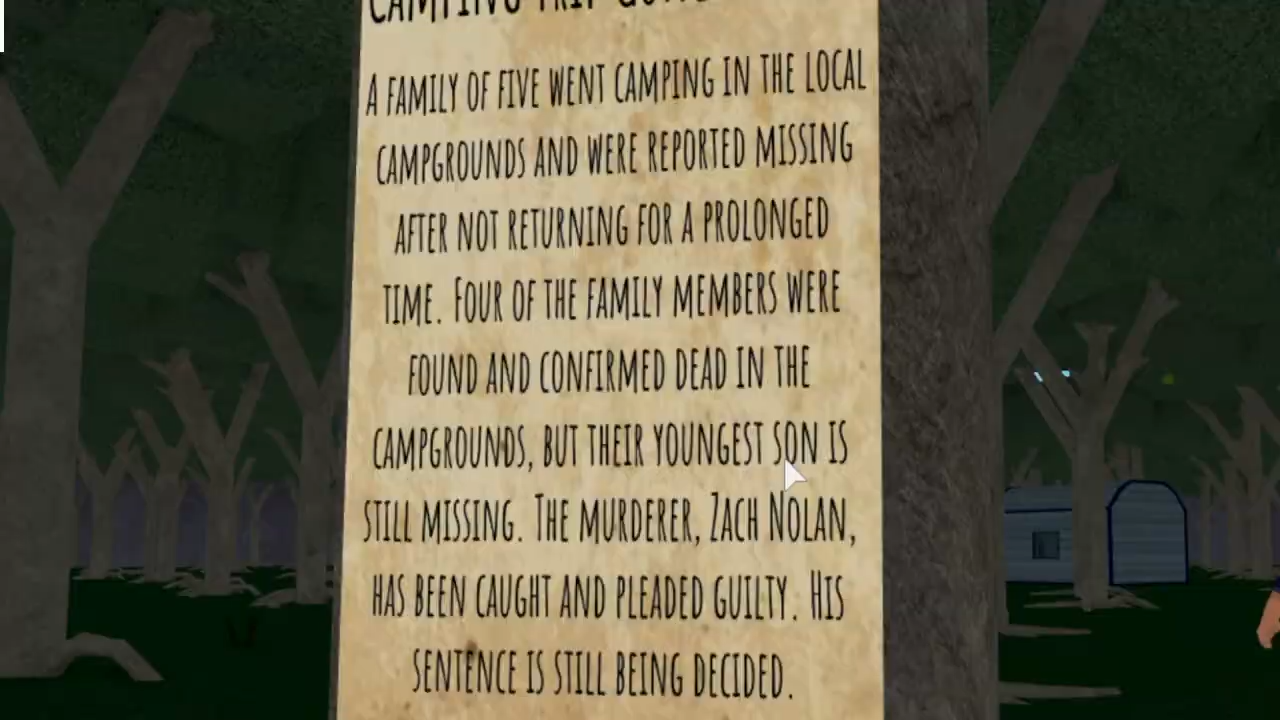 CAMPING TRIP
A FAMILY OF FIVE WENT CAMPING IN THE LOCAL
CAMPGROUNDS AND WERE REPORTED MISSING
AFTER NOT RETURNING FOR A PROLONGED
TIME. FOUR OF THE FAMILY MEMBERS WERE
FOUND AND CONFIRMED DEAD IN THE
CAMPGROUNDS, BUT THEIR YOUNGEST SON IS
STILL MISSING. THE MURDERER, ZACH NOLAN,
HAS BEEN CAUGHT AND PLEADED GUILTY. HIS
SENTENCE IS STILL BEING DECIDED.